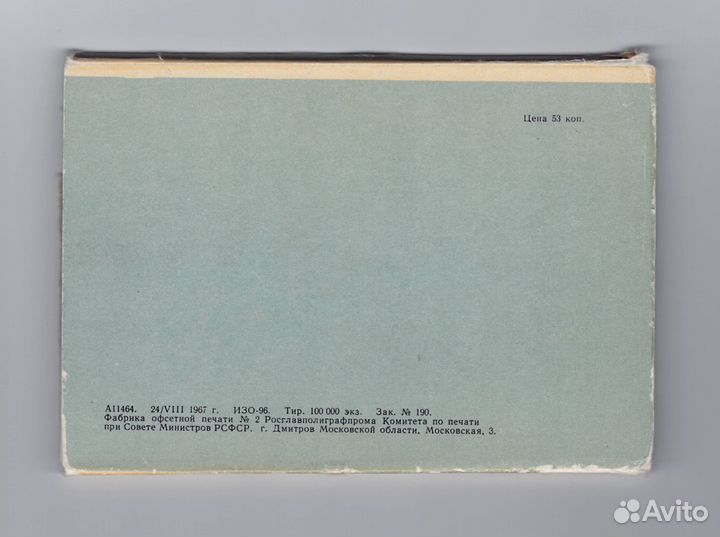 Цена 53 коп.
А11464. 24/VIII 1967 г. ИЗО-96. Тир. 100 000 экз. Зак. № 190.
Фабрика офсетной печати № 2 Росглавполиграфпрома Комитета по печати
при Совете Министров РСФСР. г. Дмитров Московской области, Московская, 3.
Avito